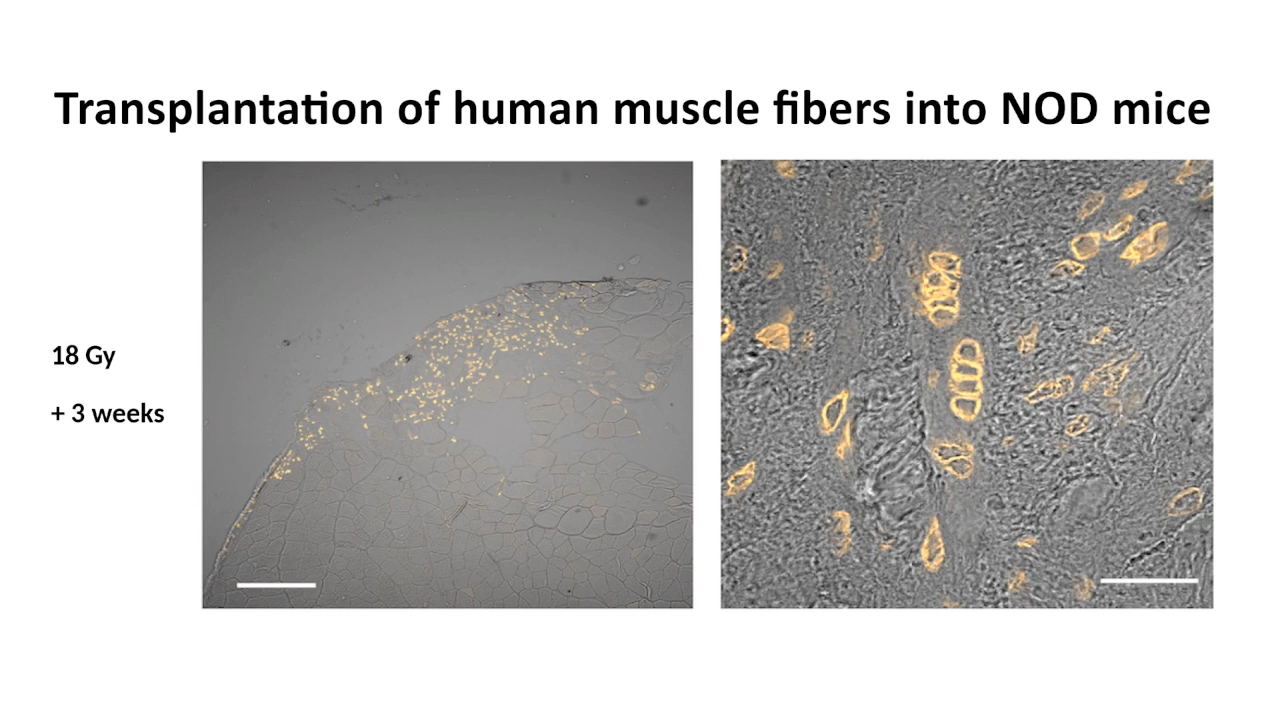 Transplantation of human muscle fibers into NOD mice
18 Gy
+ 3 weeks